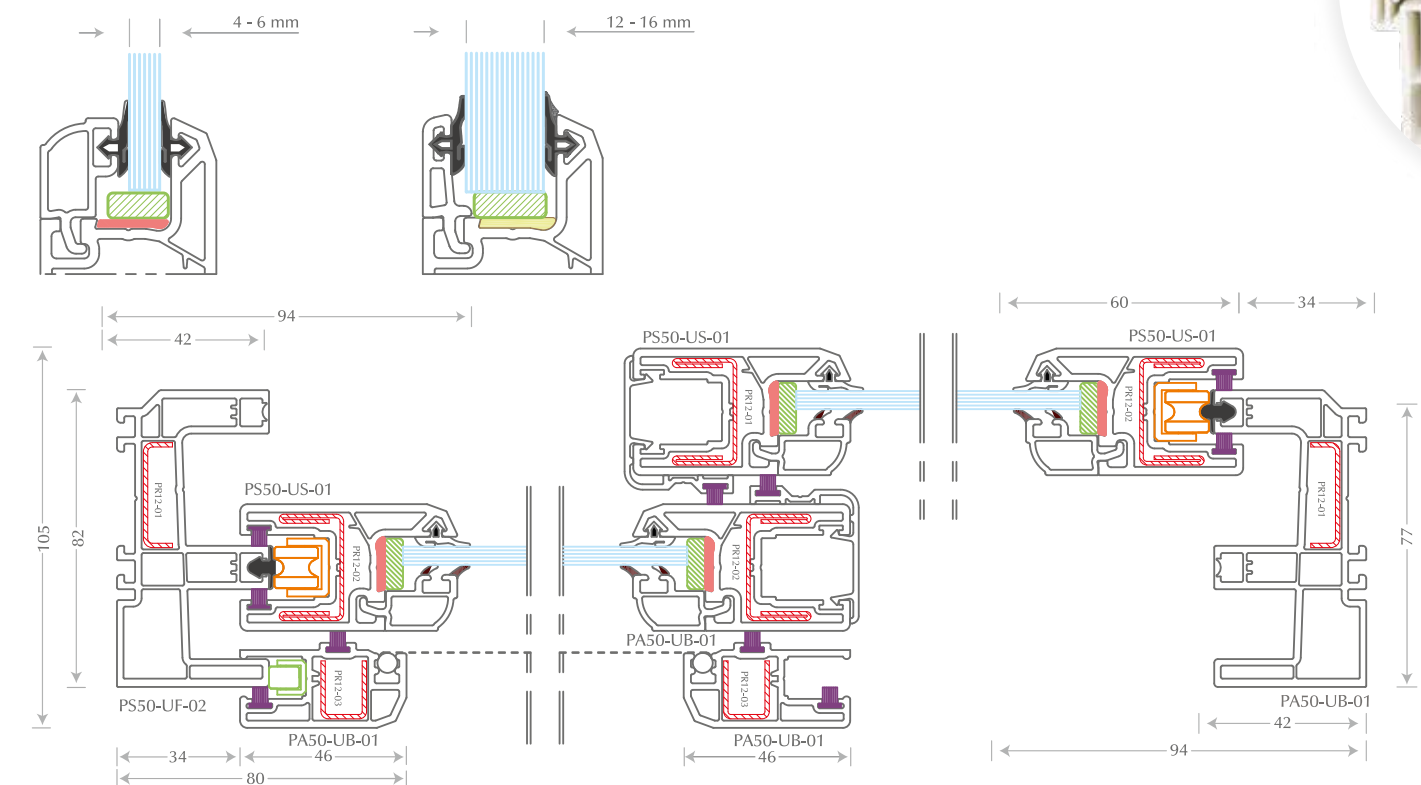 4 - 6 mm
12 - 16 mm
94
42
60
34
PS50-US-01
PS50-US-01
105
82
77
PR12-01
PR12-02
PR12-01
PR12-01
PS50-US-01
PR12-02
PR12-02
PA50-UB-01
PR12-03
PR12-03
PS50-UF-02
PA50-UB-01
PA50-UB-01
PA50-UB-01
34
46
46
42
80
94